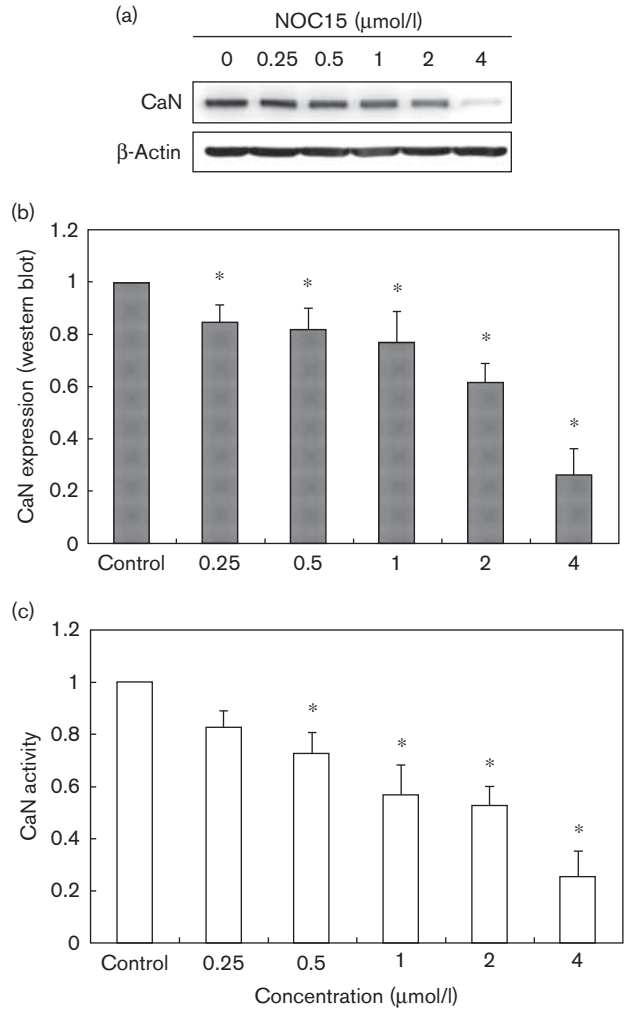 (a)
NOC15 (μmol/l)
0 0.25 0.5 1 2 4
CaN
β-Actin
(b)
CaN expression (western blot)
1.2
1
0.8
0.6
0.4
0.2
0
* * * * *
Control 0.25 0.5 1 2 4
(c)
CaN activity
1.2
1
0.8
0.6
0.4
0.2
0
* * * *
Control 0.25 0.5 1 2 4
Concentration (μmol/l)